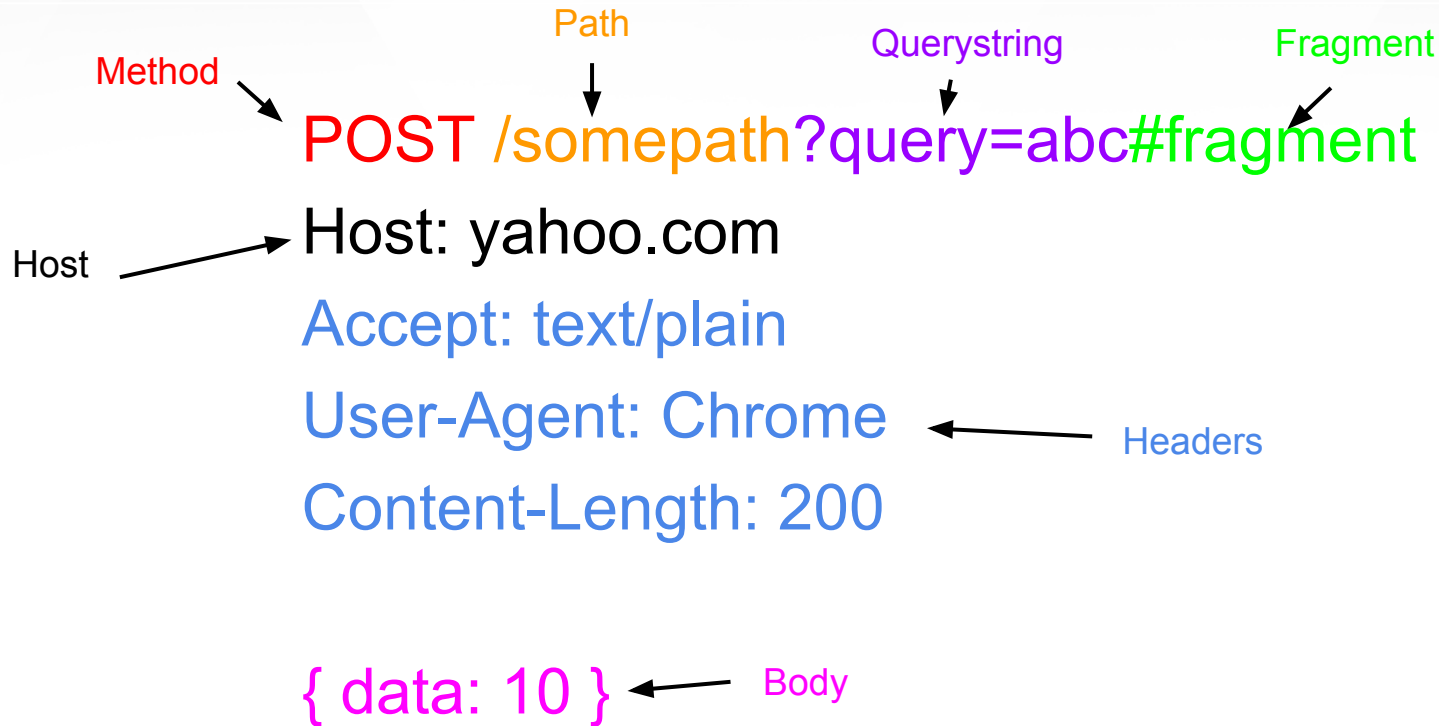 Path
Querystring
Fragment
Method
POST /somepath?query=abc#fragment
Host: yahoo.com
Host
Accept: text/plain
User-Agent: Chrome
Headers
Content-Length: 200
{ data: 10 }
Body